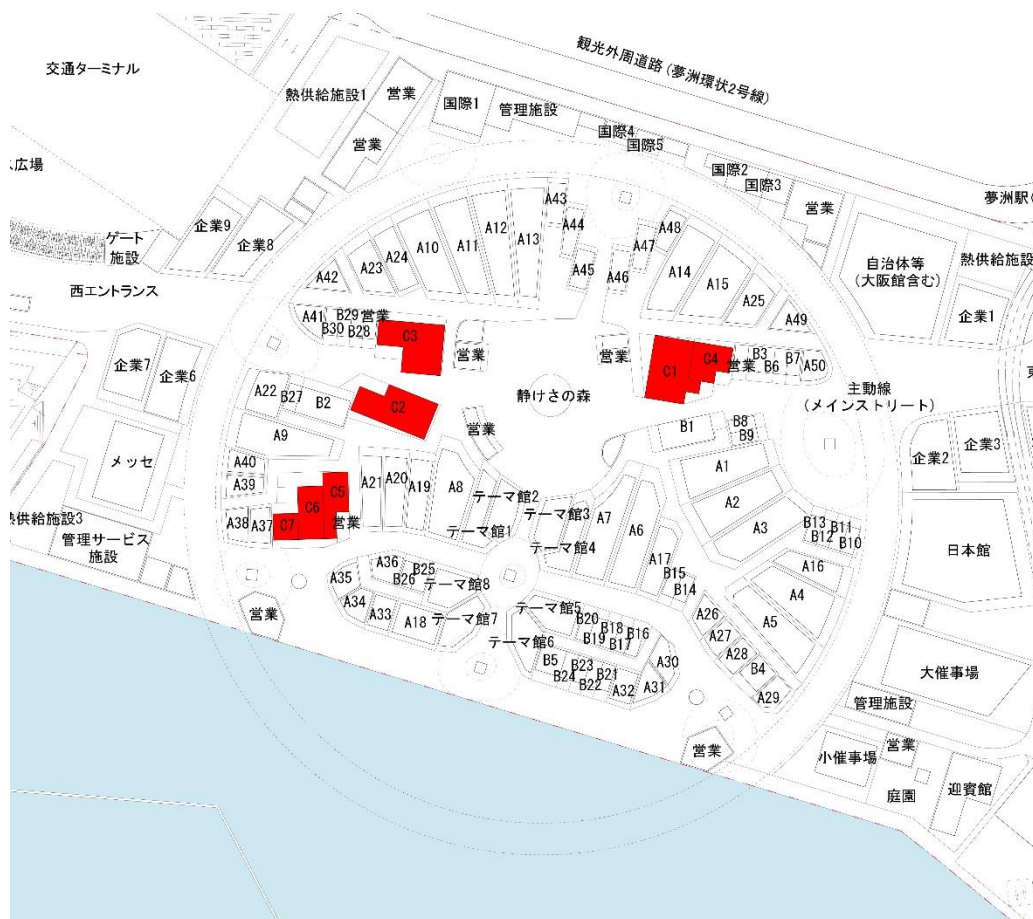 観光外周道路(夢洲環状2号線)
交通ターミナル
熱供給施設1
営業
国際1
管理施設
国際4
国際5
営業
国際2
国際3
夢洲駅(
営業
広場
企業9
企業8
ゲート
施設
西エントランス
A43
A44
A45
A46
A47
A48
A12
A13
A11
A10
A24
A23
A42
A14
A15
A25
A49
自治体等
(大阪館含む)
熱供給施設
企業1
A41
B29
営業
B30
B28
C3
営業
営業
C1
C4
営業
B3
B6
B7
A50
企業7
企業6
A22
B27
B2
C2
静けさの森
主動線
(メインストリート)
東
営業
B1
B8
B9
A9
企業2
企業3
メッセ
A40
A39
A38
A37
C5
C6
C7
営業
A21
A20
A19
A8
テーマ館2
テーマ館1
テーマ館3
テーマ館4
A7
A6
A17
B15
B14
A1
A2
A3
B13
B11
B12
B10
日本館
熱供給施設3
管理サービス
施設
A36
B25
B26
テーマ館8
A35
A34
A33
A18
テーマ館7
営業
A16
A4
A5
テーマ館5
B20
B18
B16
B19
B17
テーマ館6
B5
B23
B21
B24
B22
A32
A31
A30
A26
A27
A28
B4
A29
大催事場
管理施設
営業
営業
小催事場
庭園
迎賓館